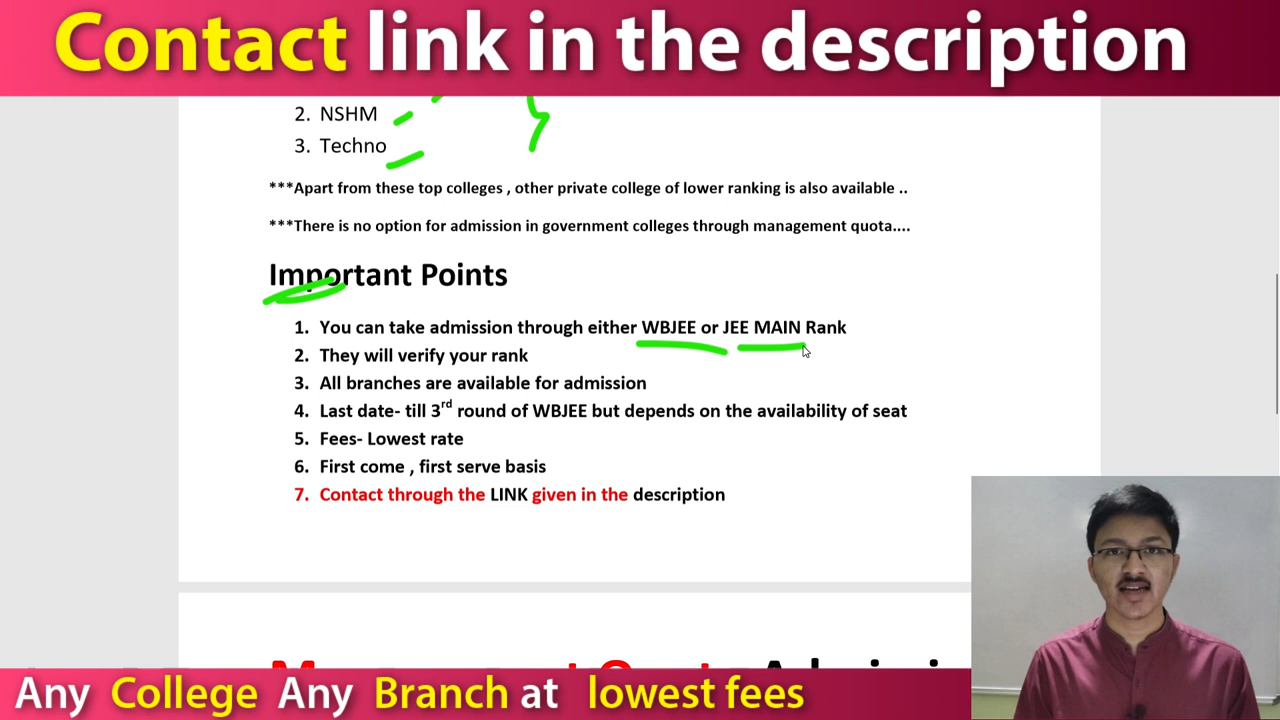 Contact link in the description
2. NSHM
3. Techno
***Apart from these top colleges , other private college of lower ranking is also available ..
***There is no option for admission in government colleges through management quota....
Important Points
1. You can take admission through either WBJEE or JEE MAIN Rank
2. They will verify your rank
3. All branches are available for admission
4. Last date- till 3rd round of WBJEE but depends on the availability of seat
5. Fees- Lowest rate
6. First come , first serve basis
7. Contact through the LINK given in the description
Any College Any Branch at lowest fees